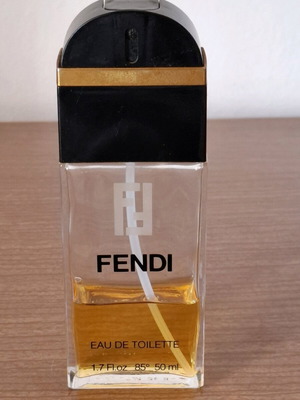 FENDI
EAU DE TOILETTE
1.7 Fl oz 85° 50 ml